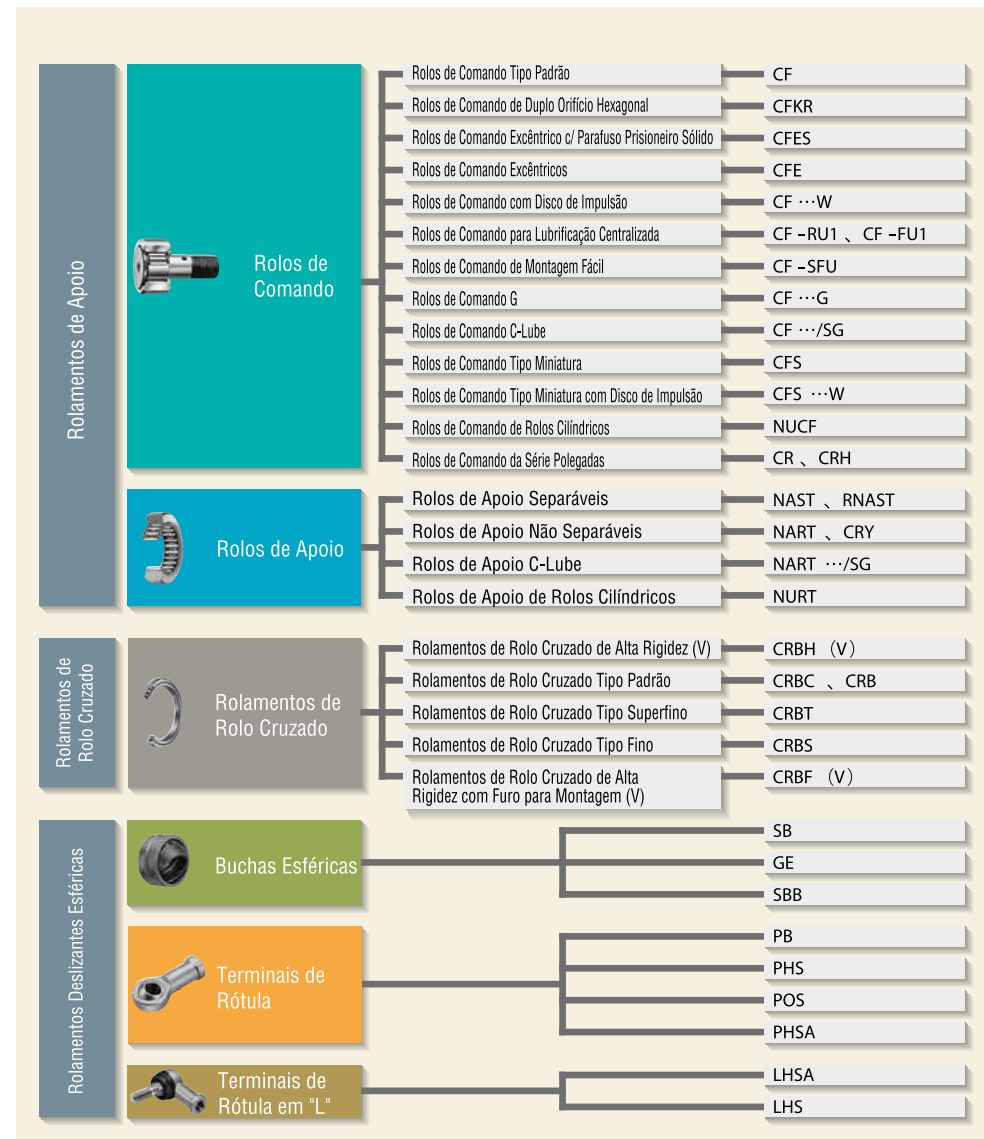 Rolamentos de Apoio
Rolos de
Comando
Rolos de Comando Tipo Padrão
CF
Rolos de Comando de Duplo Orifício Hexagonal
CFKR
Rolos de Comando Excêntrico c/ Parafuso Prisioneiro Sólido
CFES
Rolos de Comando Excêntricos
CFE
Rolos de Comando com Disco de Impulsão
CF ⋯W
Rolos de Comando para Lubrificação Centralizada
CF –RU1 、 CF –FU1
Rolos de Comando de Montagem Fácil
CF –SFU
Rolos de Comando G
CF ⋯G
Rolos de Comando C-Lube
CF ⋯/SG
Rolos de Comando Tipo Miniatura
CFS
Rolos de Comando Tipo Miniatura com Disco de Impulsão
CFS ⋯W
Rolos de Comando de Rolos Cilíndricos
NUCF
Rolos de Comando da Série Polegadas
CR 、 CRH
Rolos de Apoio
Rolos de Apoio Separáveis
NAST 、 RNAST
Rolos de Apoio Não Separáveis
NART 、 CRY
Rolos de Apoio C-Lube
NART ⋯/SG
Rolos de Apoio de Rolos Cilíndricos
NURT
Rolamentos de
Rolo Cruzado
Rolamentos de
Rolo Cruzado
Rolamentos de Rolo Cruzado de Alta Rigidez (V)
CRBH （V）
Rolamentos de Rolo Cruzado Tipo Padrão
CRBC 、 CRB
Rolamentos de Rolo Cruzado Tipo Superfino
CRBT
Rolamentos de Rolo Cruzado Tipo Fino
CRBS
Rolamentos de Rolo Cruzado de Alta
Rigidez com Furo para Montagem (V)
CRBF （V）
Rolamentos Deslizantes Esféricas
Buchas Esféricas
SB
GE
SBB
Terminais de
Rótula
PB
PHS
POS
PHSA
Terminais de
Rótula em "L"
LHSA
LHS